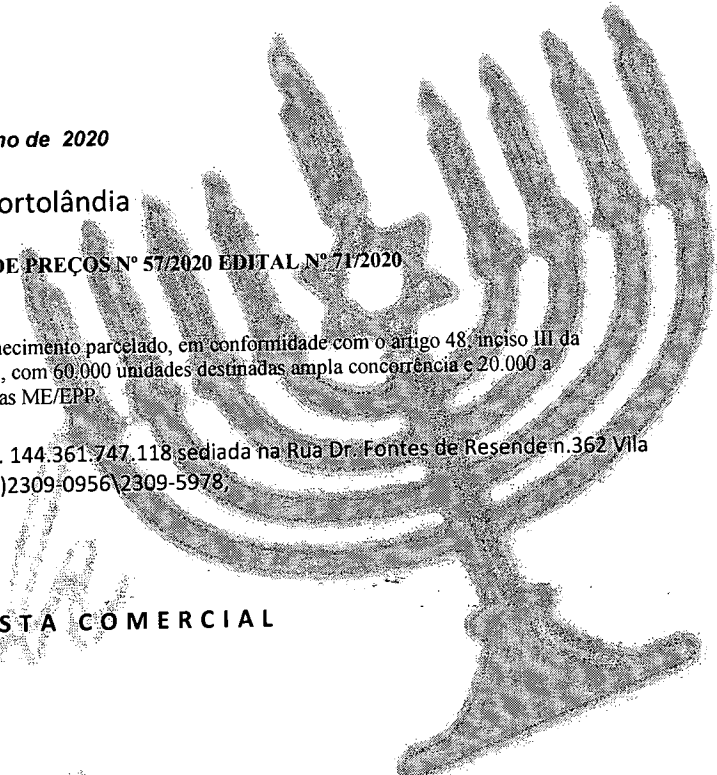 ho de 2020
ortolândia
DE PREÇOS Nº 57/2020 EDITAL Nº 71/2020
necimento parcelado, em conformidade com o artigo 48, inciso III da
, com 60.000 unidades destinadas ampla concorrência e 20.000 a
as ME/EPP.
. 144.361.747.118 sediada na Rua Dr. Fontes de Resende n.362 Vila
)2309-0956\2309-5978,
STA COMERCIAL